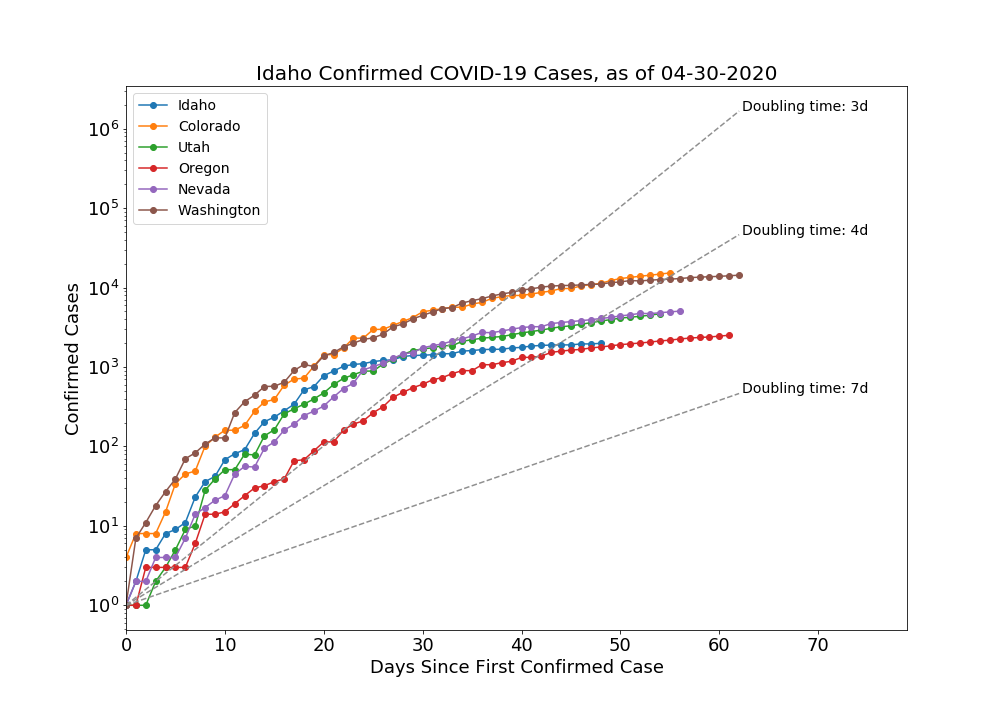 Idaho Confirmed COVID-19 Cases, as of 04-30-2020
Idaho
Colorado
Utah
Oregon
Nevada
Washington
Doubling time: 3d
Doubling time: 4d
Doubling time: 7d
Confirmed Cases
10⁶
10⁵
10⁴
10³
10²
10¹
10⁰
0 10 20 30 40 50 60 70
Days Since First Confirmed Case